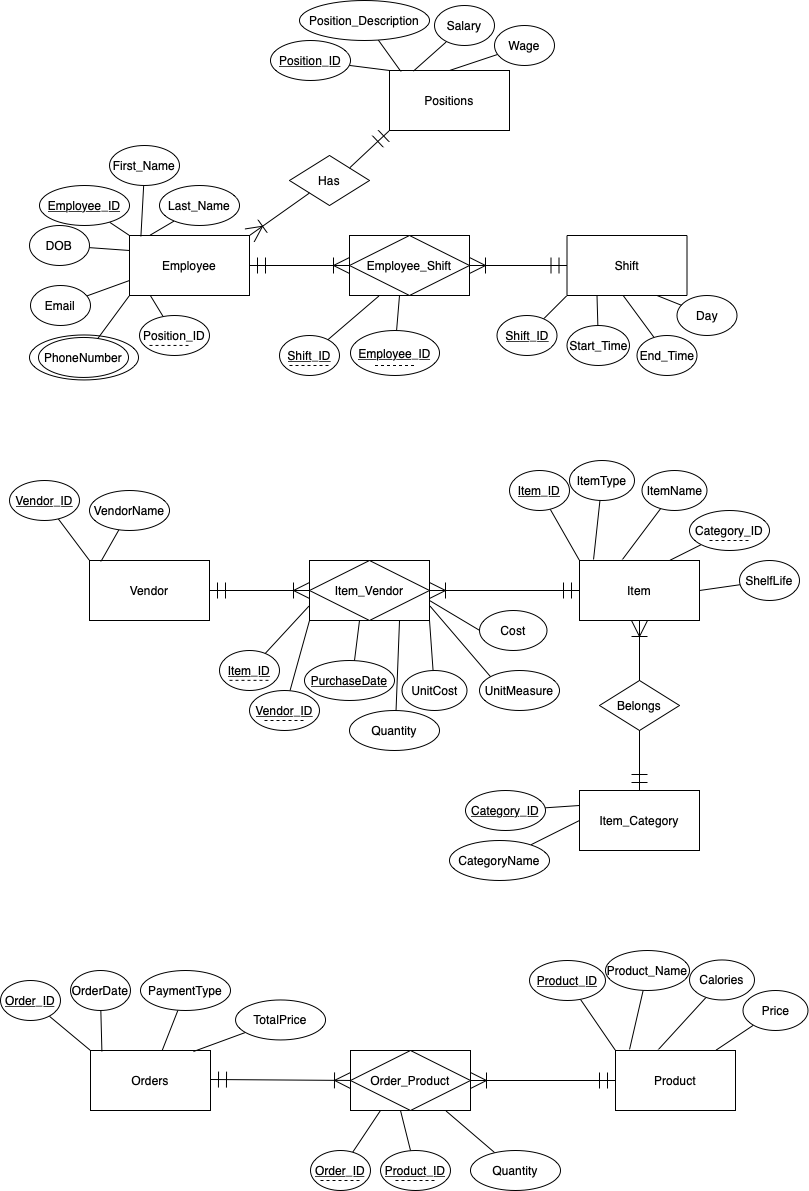 Position_Description
Salary
Wage
Position_ID
Positions
Has
First_Name
Employee_ID
Last_Name
DOB
Employee
Email
Position_ID
PhoneNumber
Employee_Shift
Shift_ID
Employee_ID
Shift
Shift_ID
Start_Time
End_Time
Day
Vendor_ID
VendorName
Vendor
Item_Vendor
Item_ID
Vendor_ID
PurchaseDate
Quantity
UnitCost
UnitMeasure
Cost
Item_ID
ItemType
ItemName
Category_ID
ShelfLife
Item
Belongs
Category_ID
CategoryName
Item_Category
Order_ID
OrderDate
PaymentType
TotalPrice
Orders
Order_Product
Order_ID
Product_ID
Quantity
Product_ID
Product_Name
Calories
Price
Product